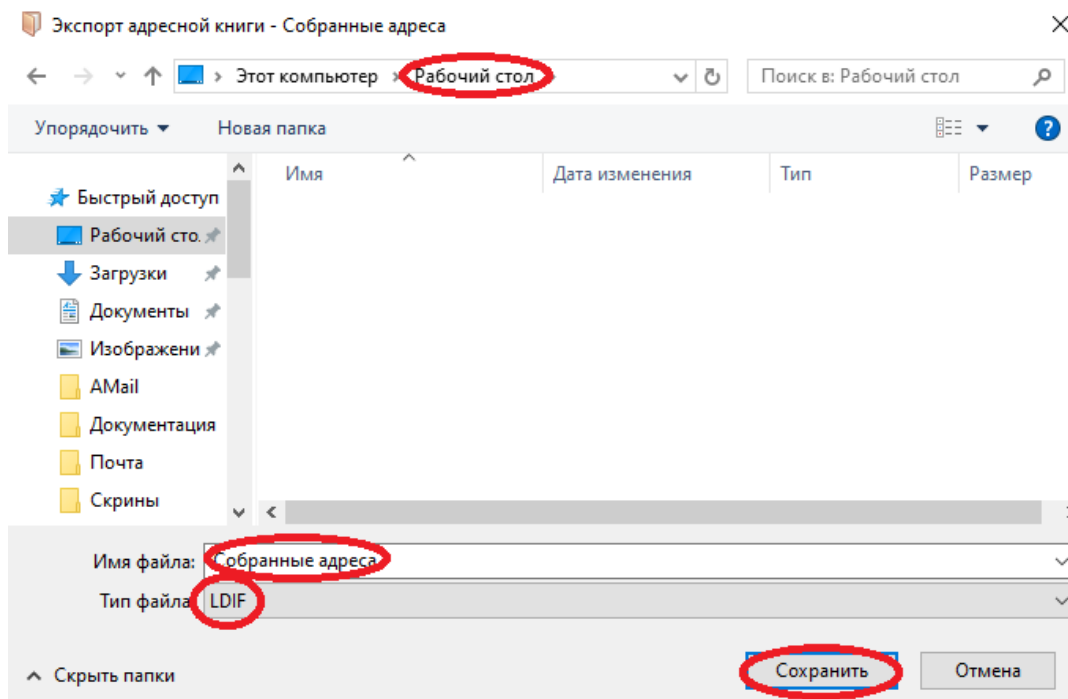 Экспорт адресной книги - Собранные адреса
Этот компьютер › Рабочий стол
Поиск в: Рабочий стол
Упорядочить
Новая папка
Имя
Дата изменения
Тип
Размер
Быстрый доступ
Рабочий сто.
Загрузки
Документы
Изображени
AMail
Документация
Почта
Скрины
Имя файла: Собранные адреса
Тип файла LDIF
Скрыть папки
Сохранить
Отмена